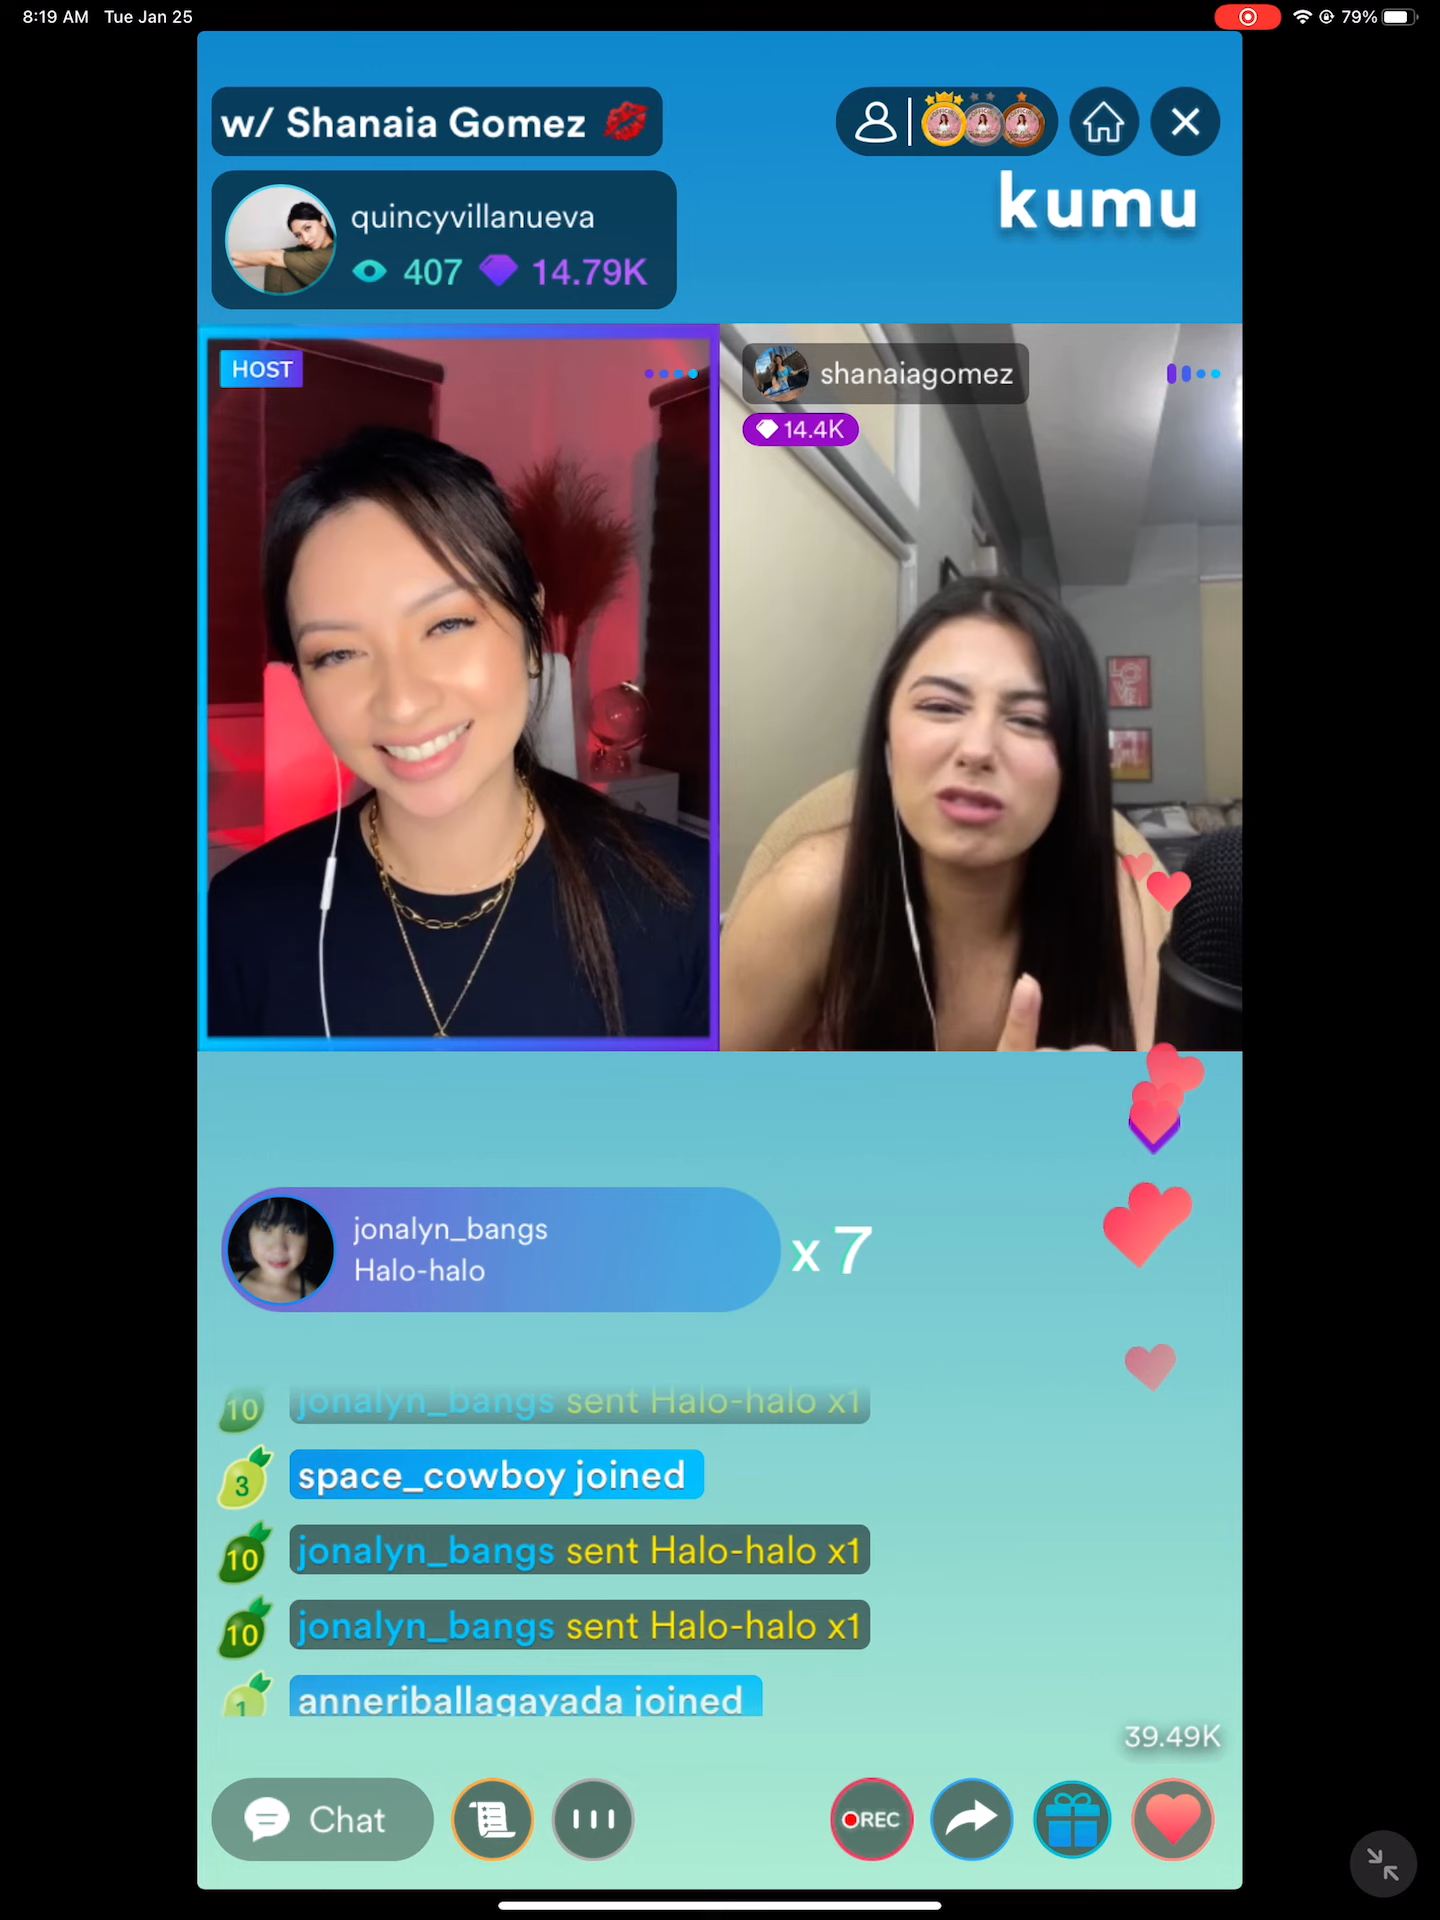 8:19 AM Tue Jan 25
79%
w/ Shanaia Gomez
kumu
quincyvillanueva
407 14.79K
HOST
shanaiagomez
14.4K
LOVE
jonalyn_bangs
Halo-halo
x 7
10 jonalyn_bangs sent Halo-halo x1
3 space_cowboy joined
10 jonalyn_bangs sent Halo-halo x1
10 jonalyn_bangs sent Halo-halo x1
1 anneriballagayada joined
39.49K
Chat
REC